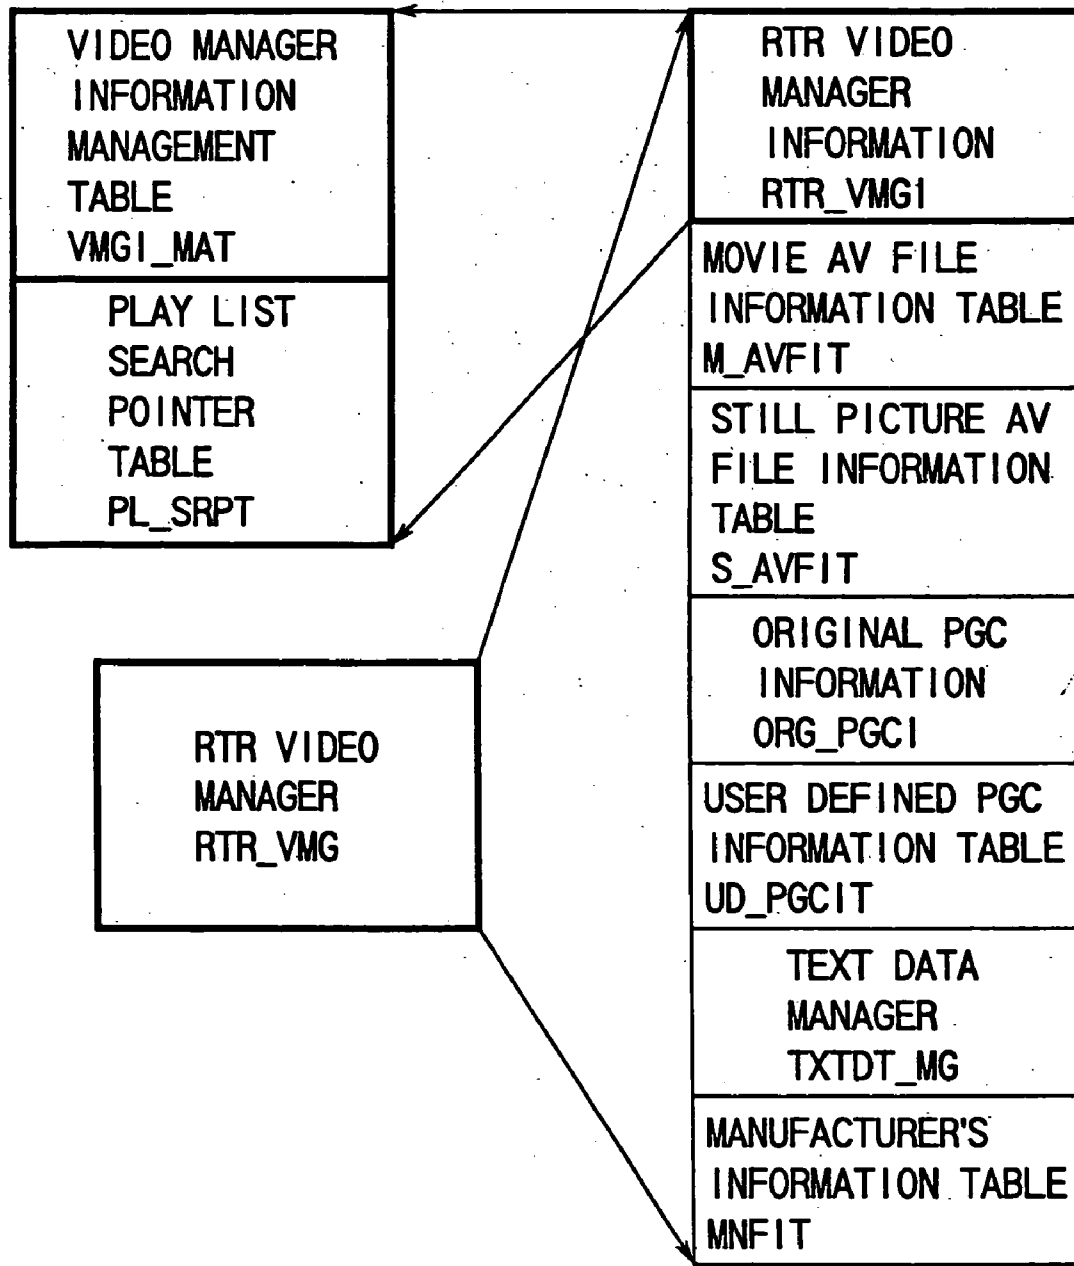 VIDEO MANAGER
INFORMATION
MANAGEMENT
TABLE
VMGI_MAT
PLAY LIST
SEARCH
POINTER
TABLE
PL_SRPT
RTR VIDEO
MANAGER
RTR_VMG
RTR VIDEO
MANAGER
INFORMATION
RTR_VMGI
MOVIE AV FILE
INFORMATION TABLE
M_AVFIT
STILL PICTURE AV
FILE INFORMATION
TABLE
S_AVFIT
ORIGINAL PGC
INFORMATION
ORG_PGCI
USER DEFINED PGC
INFORMATION TABLE
UD_PGCIT
TEXT DATA
MANAGER
TXTDT_MG
MANUFACTURER'S
INFORMATION TABLE
MNFIT